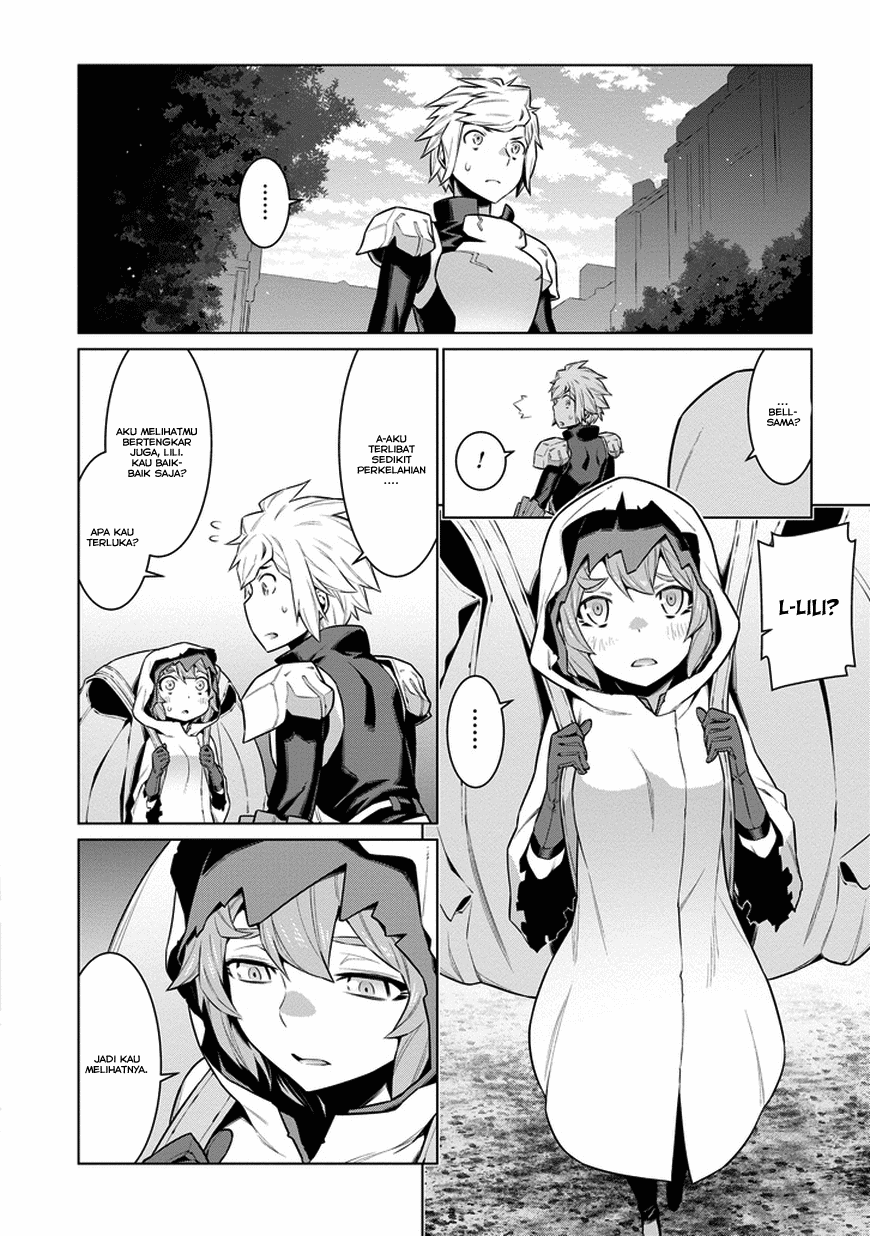 ......
....
BELL-
SAMA?
!
L-LILI?
......
A-AKU
TERLIBAT
SEDIKIT
PERKELAHIAN
....
AKU MELIHATMU
BERTENGKAR
JUGA, LILI.
KAU BAIK-
BAIK SAJA?
APA KAU
TERLUKA?
JADI KAU
MELIHATNYA.